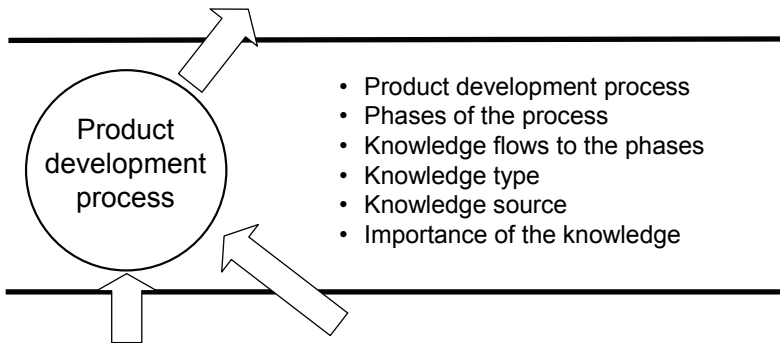 Product
development
process
• Product development process
• Phases of the process
• Knowledge flows to the phases
• Knowledge type
• Knowledge source
• Importance of the knowledge